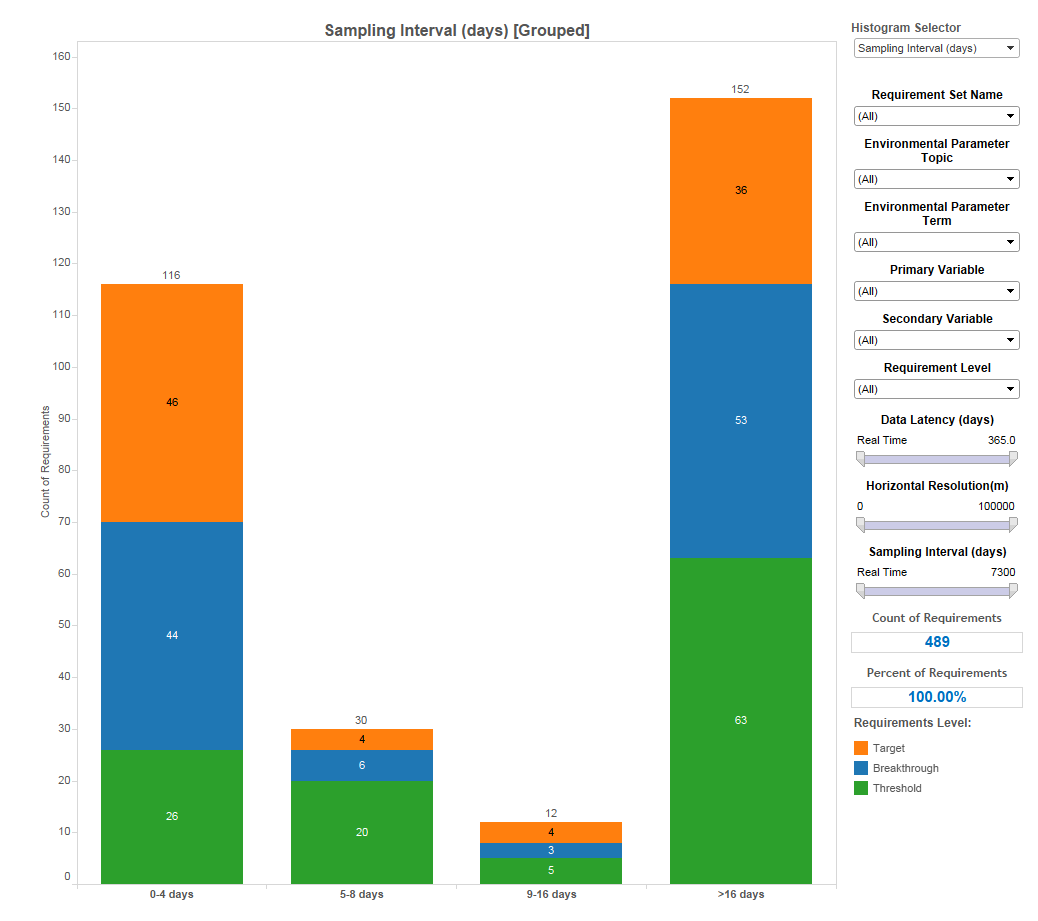 Sampling Interval (days) [Grouped]
Count of Requirements
160
150
140
130
120
110
100
90
80
70
60
50
40
30
20
10
0
116
46
44
26
30
4
6
20
12
4
3
5
152
36
53
63
0-4 days
5-8 days
9-16 days
>16 days
Histogram Selector
Sampling Interval (days)
Requirement Set Name
(All)
Environmental Parameter
Topic
(All)
Environmental Parameter
Term
(All)
Primary Variable
(All)
Secondary Variable
(All)
Requirement Level
(All)
Data Latency (days)
Real Time 365.0
Horizontal Resolution(m)
0 100000
Sampling Interval (days)
Real Time 7300
Count of Requirements
489
Percent of Requirements
100.00%
Requirements Level:
Target
Breakthrough
Threshold